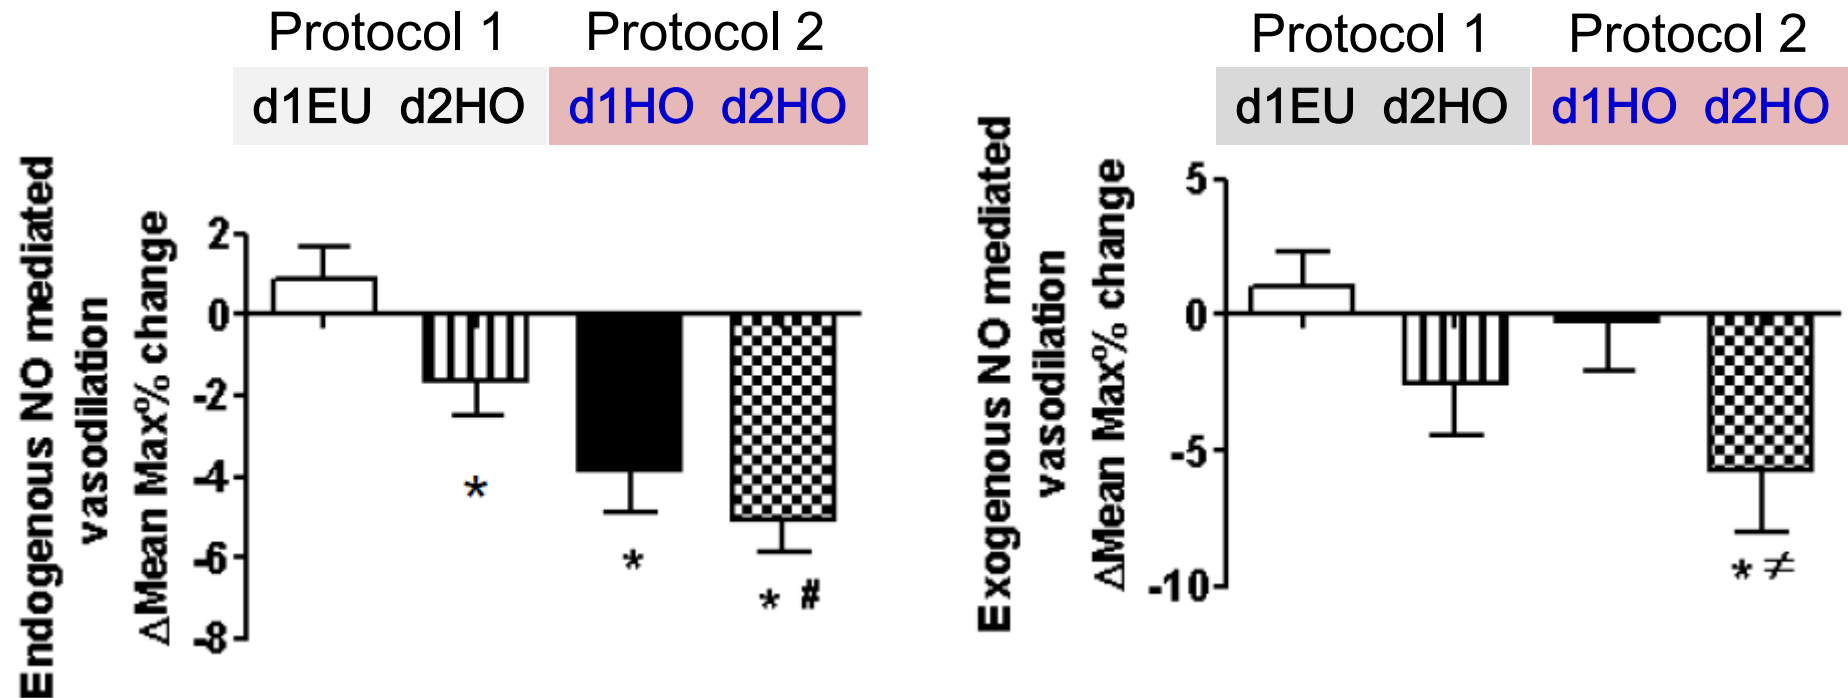 Protocol 1 Protocol 2
d1EU d2HO d1HO d2HO
Endogenous NO mediated
vasodilation
ΔMean Max% change
2
0
-2
-4
-6
-8
*
*
* #
Protocol 1 Protocol 2
d1EU d2HO d1HO d2HO
Exogenous NO mediated
vasodilation
ΔMean Max% change
5
0
-5
-10
* ≠